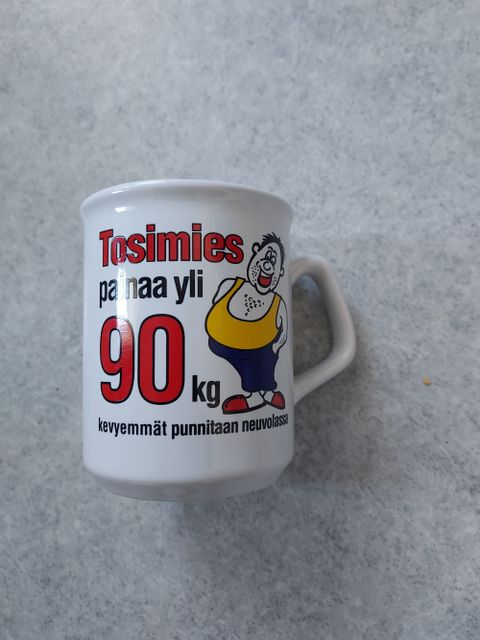 Tosimies
painaa yli
90 kg
kevyemmät punnitaan neuvolassa